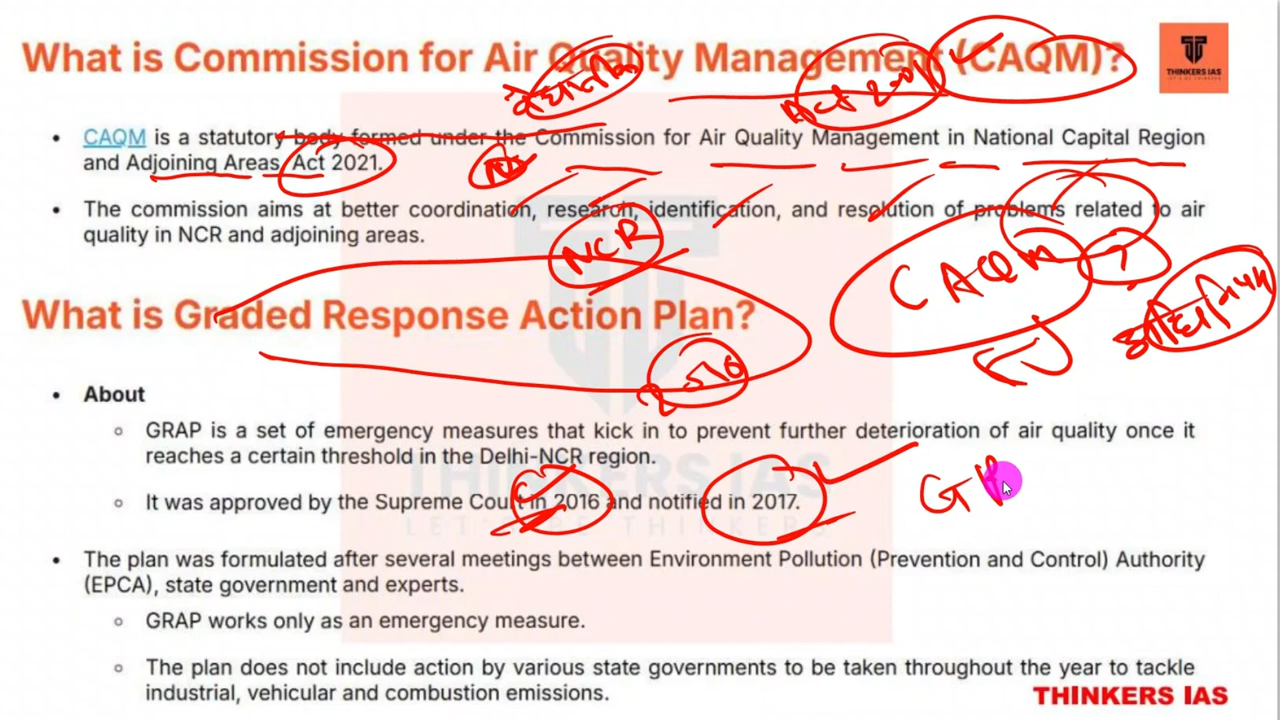 What is Commission for Air Quality Management (CAQM)?
THINKERS IAS
Act 2021
• CAQM is a statutory body formed under the Commission for Air Quality Management in National Capital Region
and Adjoining Areas, Act 2021.
• The commission aims at better coordination, research, identification, and resolution of problems related to air
quality in NCR and adjoining areas.
NCR
CAQM
What is Graded Response Action Plan?
2016
• About
○ GRAP is a set of emergency measures that kick in to prevent further deterioration of air quality once it
reaches a certain threshold in the Delhi-NCR region.
○ It was approved by the Supreme Court in 2016 and notified in 2017.
• The plan was formulated after several meetings between Environment Pollution (Prevention and Control) Authority
(EPCA), state government and experts.
○ GRAP works only as an emergency measure.
○ The plan does not include action by various state governments to be taken throughout the year to tackle
industrial, vehicular and combustion emissions.
THINKERS IAS